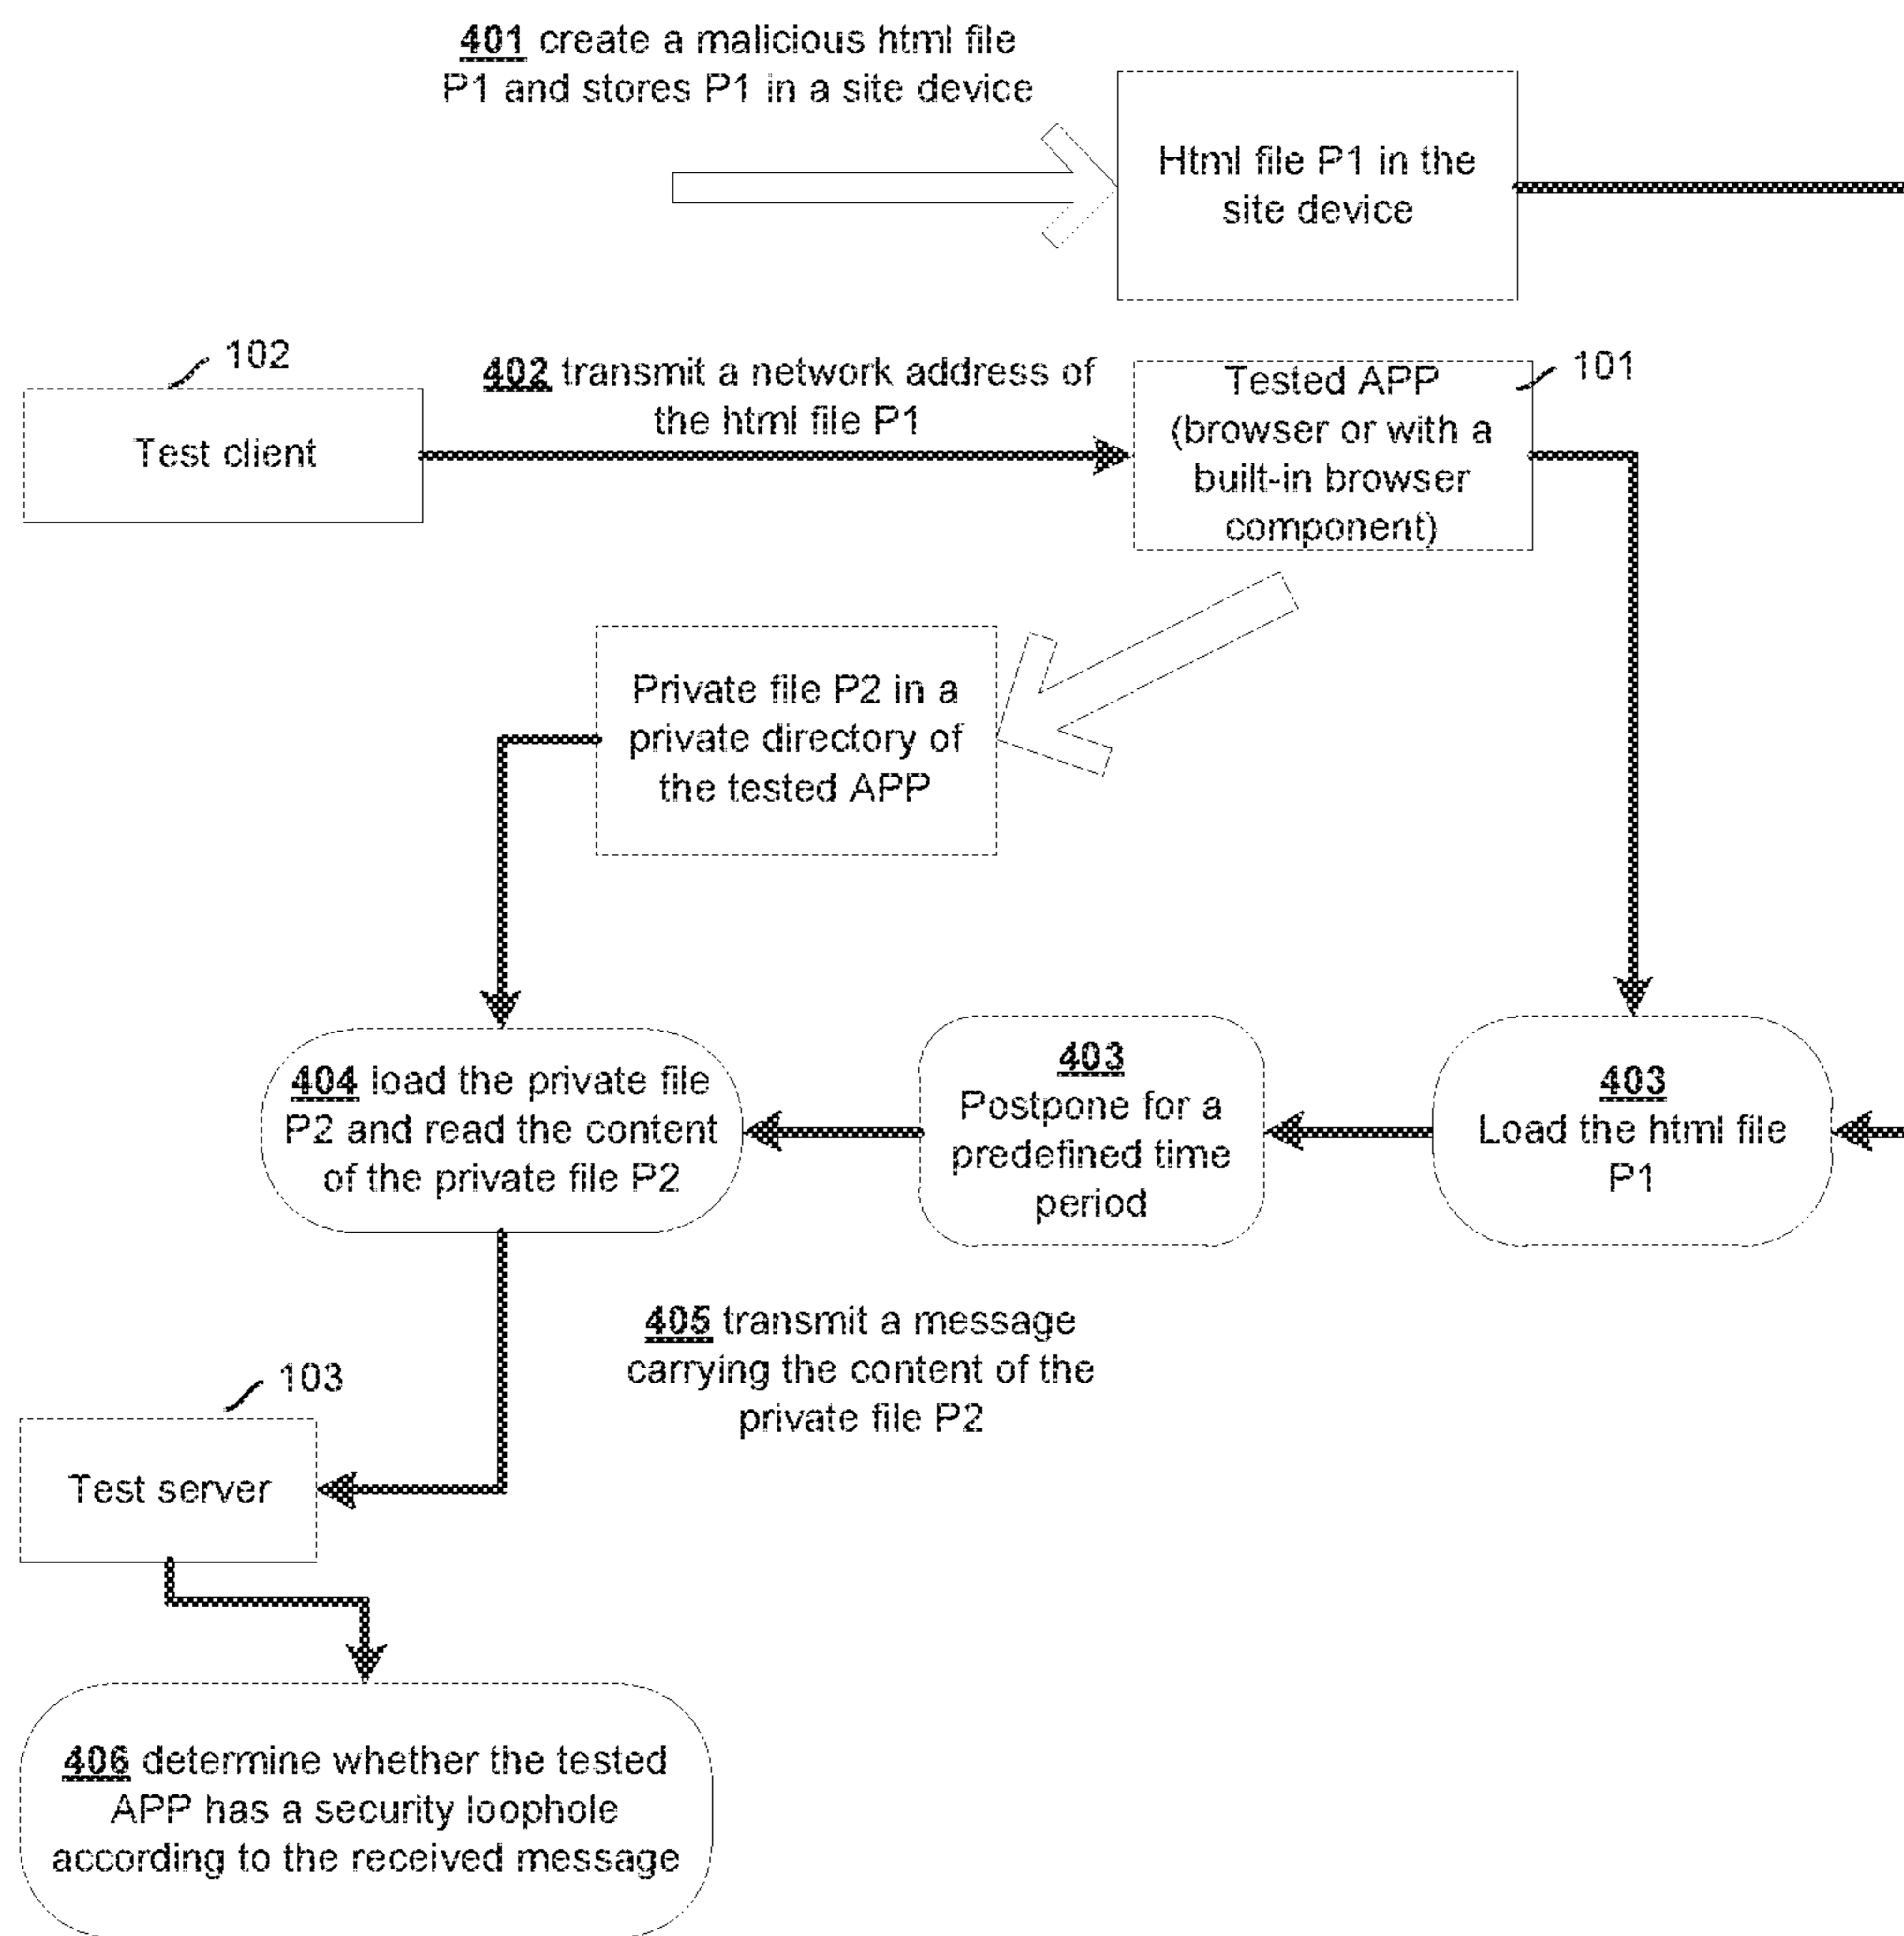 401 create a malicious html file
P1 and stores P1 in a site device
Html file P1 in the
site device
102
Test client
402 transmit a network address of
the html file P1
101
Tested APP
(browser or with a
built-in browser
component)
Private file P2 in a
private directory of
the tested APP
404 load the private file
P2 and read the content
of the private file P2
403
Postpone for a
predefined time
period
403
Load the html file
P1
405 transmit a message
carrying the content of the
private file P2
103
Test server
406 determine whether the tested
APP has a security loophole
according to the received message